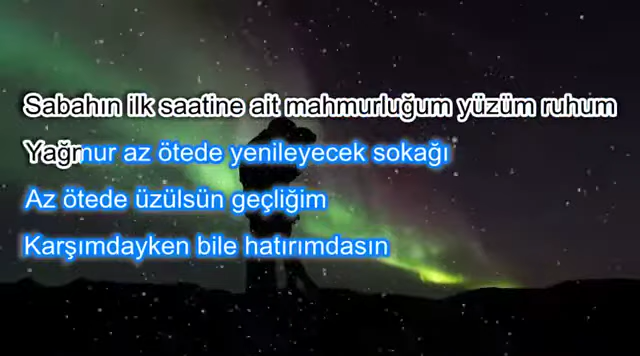 Sabahın ilk saatine ait mahmurluğum yüzüm ruhum
Yağmur az ötede yenileyecek sokağı
Az ötede üzülsün geçliğim
Karşımdayken bile hatırımdasın